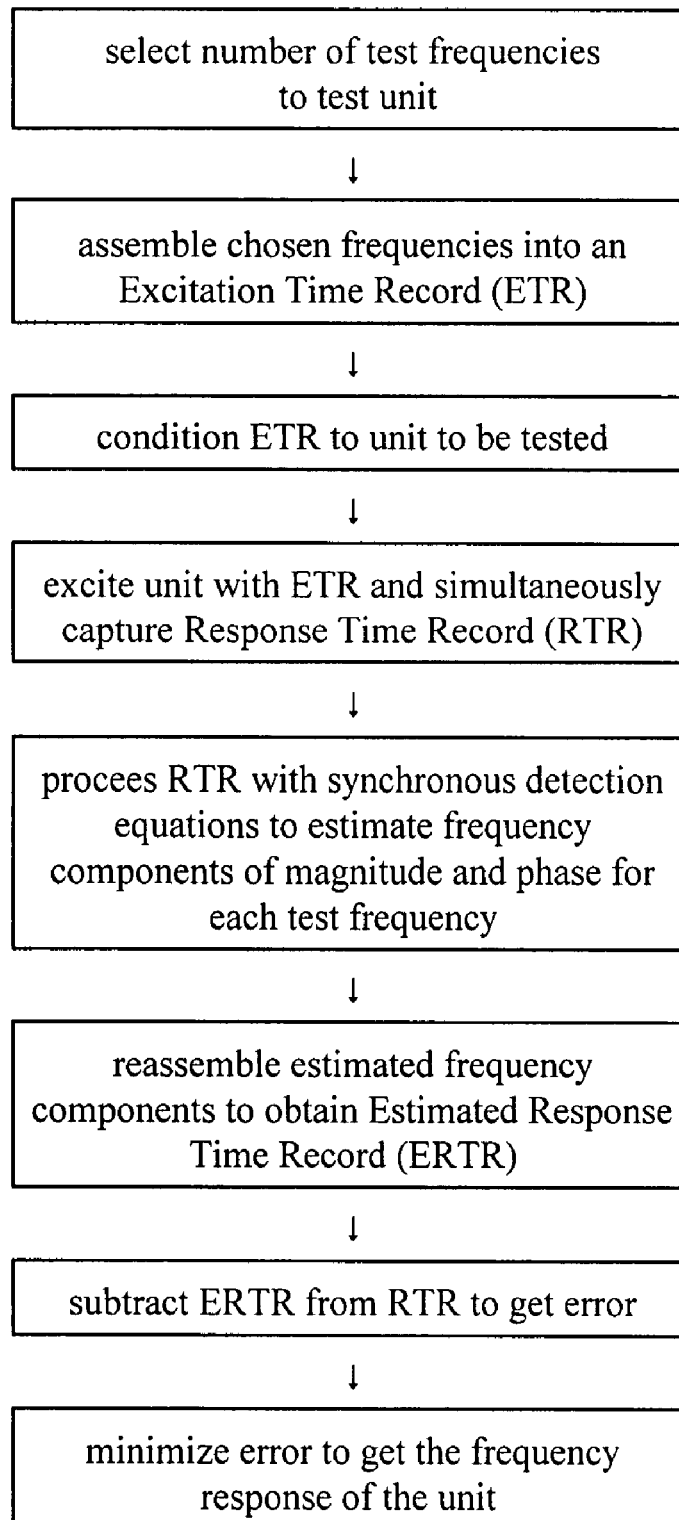 select number of test frequencies
to test unit
↓
assemble chosen frequencies into an
Excitation Time Record (ETR)
↓
condition ETR to unit to be tested
↓
excite unit with ETR and simultaneously
capture Response Time Record (RTR)
↓
procees RTR with synchronous detection
equations to estimate frequency
components of magnitude and phase for
each test frequency
↓
reassemble estimated frequency
components to obtain Estimated Response
Time Record (ERTR)
↓
subtract ERTR from RTR to get error
↓
minimize error to get the frequency
response of the unit